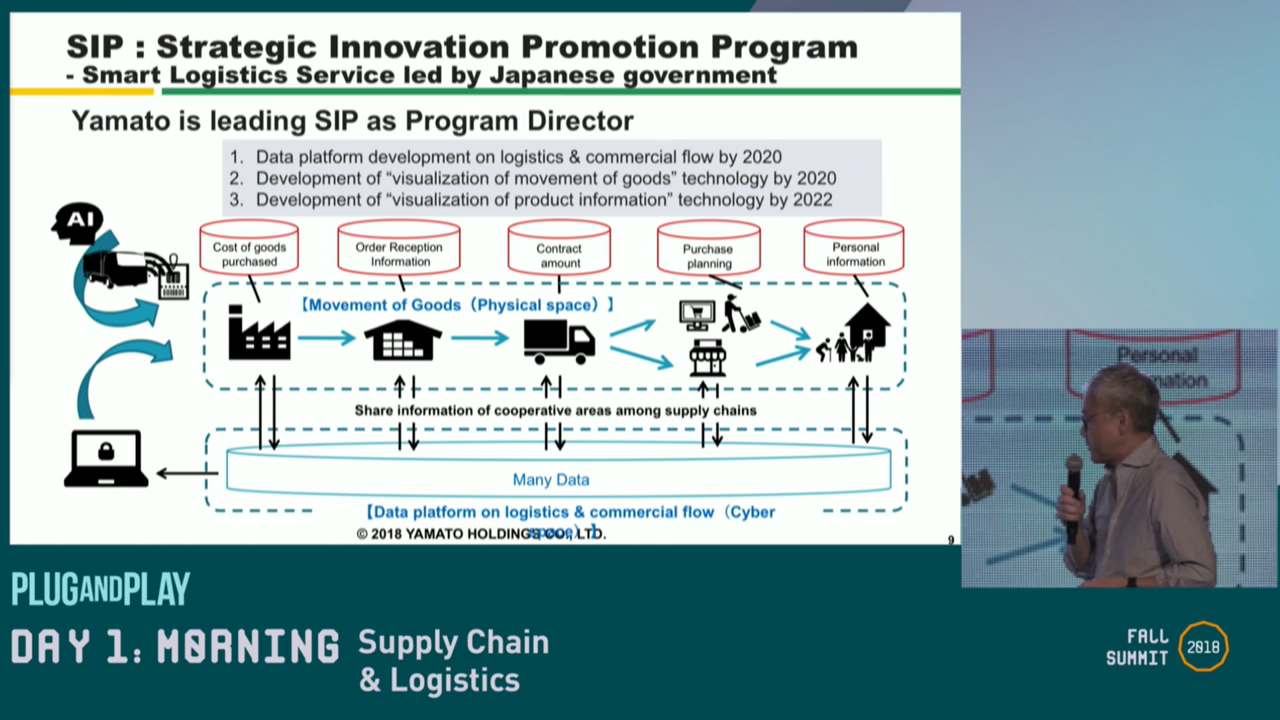 SIP : Strategic Innovation Promotion Program
- Smart Logistics Service led by Japanese government
Yamato is leading SIP as Program Director
1. Data platform development on logistics & commercial flow by 2020
2. Development of “visualization of movement of goods” technology by 2020
3. Development of “visualization of product information” technology by 2022
AI
Cost of goods
purchased
Order Reception
Information
Contract
amount
Purchase
planning
Personal
information
【Movement of Goods（Physical space）】
Share information of cooperative areas among supply chains
Many Data
【Data platform on logistics & commercial flow（Cyber
space）】
© 2018 YAMATO HOLDINGS CO., LTD.
9
Personal
mation
PLUGANDPLAY
DAY 1: MORNING
Supply Chain
& Logistics
FALL
SUMMIT
2018